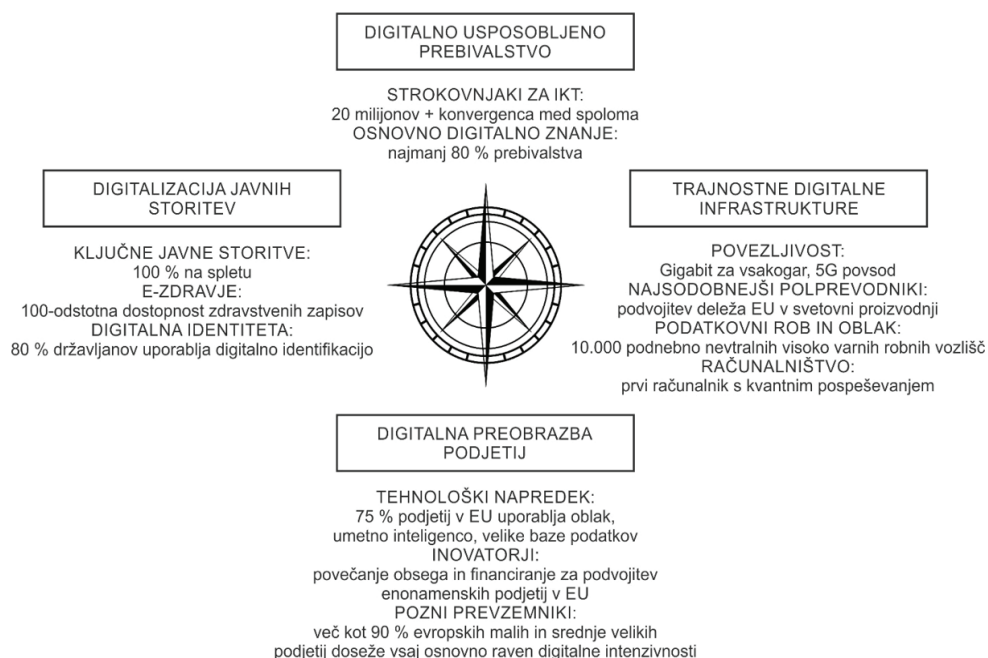 DIGITALNO USPOSOBLJENO
PREBIVALSTVO
STROKOVNJAKI ZA IKT:
20 milijonov + konvergenca med spoloma
OSNOVNO DIGITALNO ZNANJE:
najmanj 80 % prebivalstva
DIGITALIZACIJA JAVNIH
STORITEV
KLJUČNE JAVNE STORITVE:
100 % na spletu
E-ZDRAVJE:
100-odstotna dostopnost zdravstvenih zapisov
DIGITALNA IDENTITETA:
80 % državljanov uporablja digitalno identifikacijo
TRAJNOSTNE DIGITALNE
INFRASTRUKTURE
POVEZLJIVOST:
Gigabit za vsakogar, 5G povsod
NAJSODOBNEJŠI POLPREVODNIKI:
podvojitev deleža EU v svetovni proizvodnji
PODATKOVNI ROB IN OBLAK:
10.000 podnebno nevtralnih visoko varnih robnih vozlišč
RAČUNALNIŠTVO:
prvi računalnik s kvantnim pospeševanjem
DIGITALNA PREOBRAZBA
PODJETIJ
TEHNOLOŠKI NAPREDEK:
75 % podjetij v EU uporablja oblak,
umetno inteligenco, velike baze podatkov
INOVATORJI:
povečanje obsega in financiranje za podvojitev
enonamenskih podjetij v EU
POZNI PREVZEMNIKI:
več kot 90 % evropskih malih in srednje velikih
podjetij doseže vsaj osnovno raven digitalne intenzivnosti